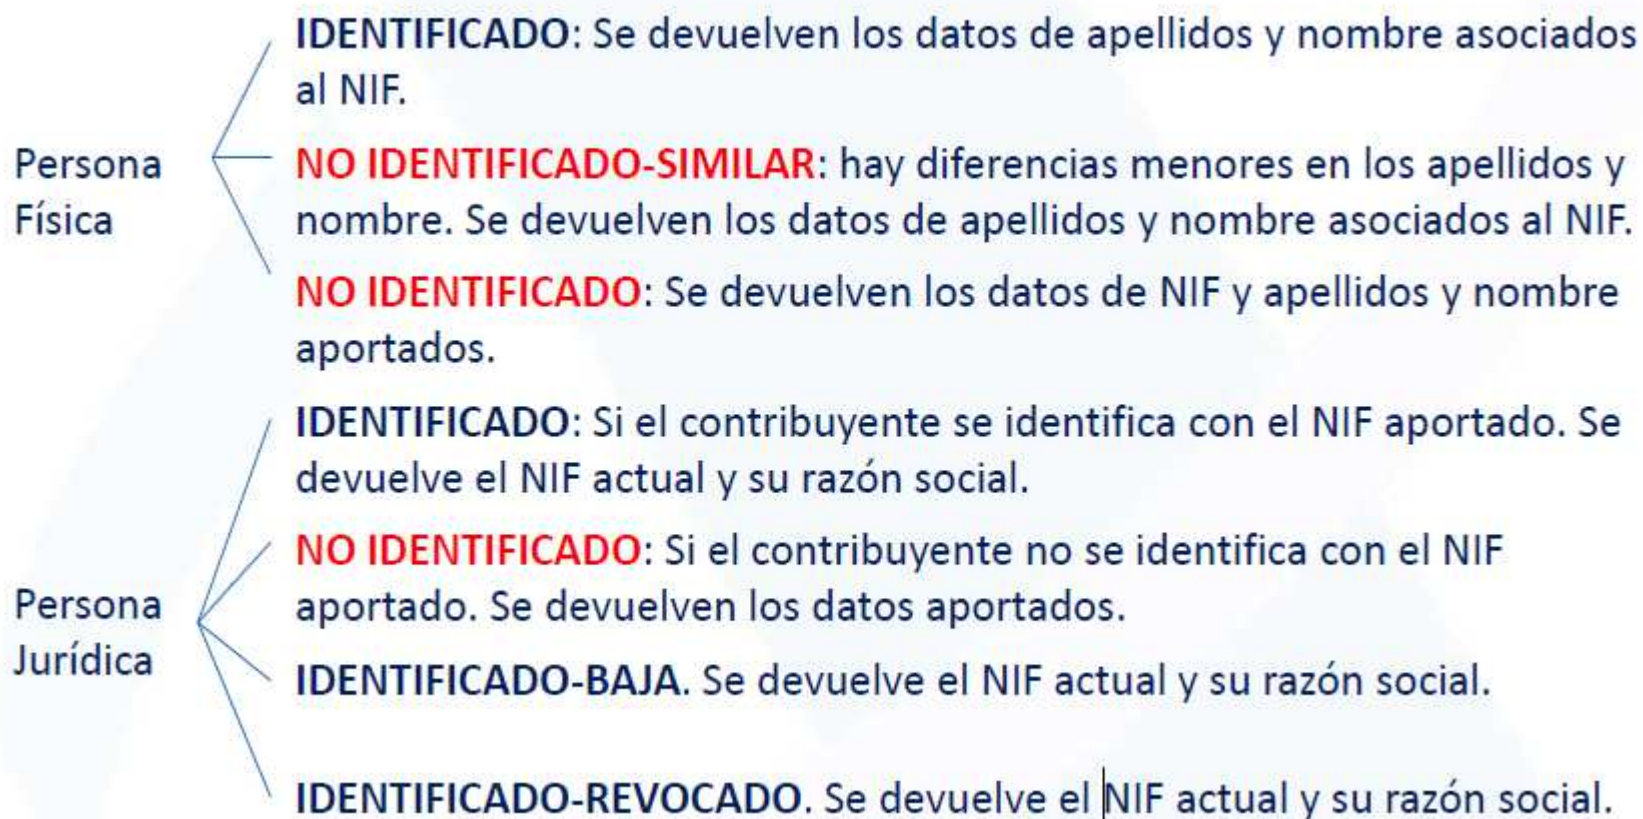 IDENTIFICADO: Se devuelven los datos de apellidos y nombre asociados
al NIF.
Persona
Física
NO IDENTIFICADO-SIMILAR: hay diferencias menores en los apellidos y
nombre. Se devuelven los datos de apellidos y nombre asociados al NIF.
NO IDENTIFICADO: Se devuelven los datos de NIF y apellidos y nombre
aportados.
IDENTIFICADO: Si el contribuyente se identifica con el NIF aportado. Se
devuelve el NIF actual y su razón social.
NO IDENTIFICADO: Si el contribuyente no se identifica con el NIF
aportado. Se devuelven los datos aportados.
Persona
Jurídica
IDENTIFICADO-BAJA. Se devuelve el NIF actual y su razón social.
IDENTIFICADO-REVOCADO. Se devuelve el NIF actual y su razón social.